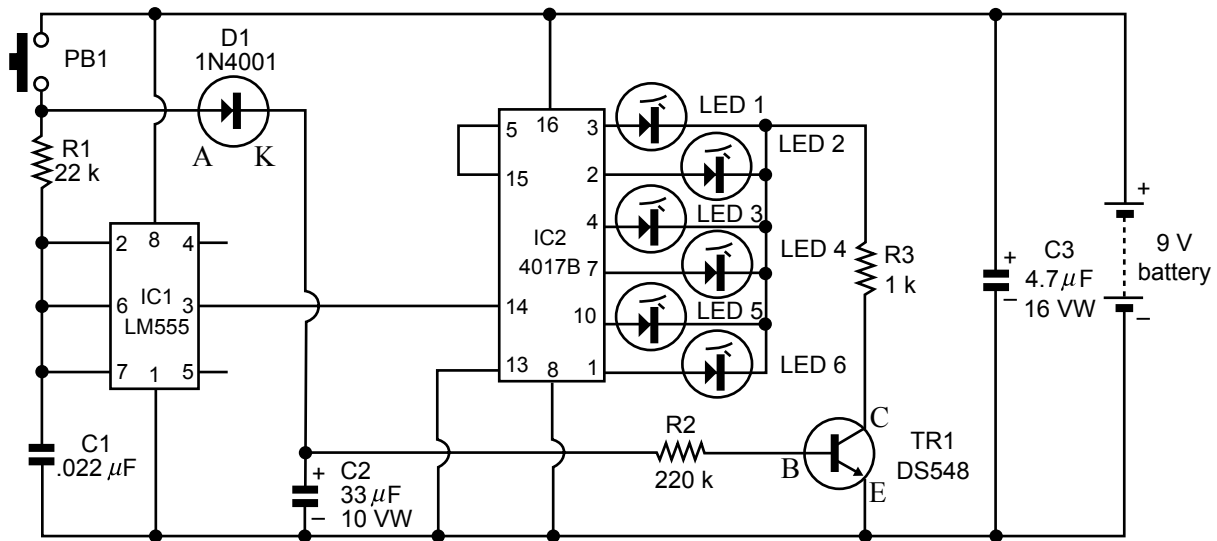 PB1
D1
1N4001
A
K
R1
22 k
2
8
4
6
IC1
3
LM555
7
1
5
C1
.022 μF
C2
+
33 μF
–
10 VW
5
16
3
15
2
4
IC2
4017B
7
14
10
13
8
1
LED 1
LED 2
LED 3
LED 4
LED 5
LED 6
R3
1 k
R2
220 k
B
C
E
TR1
DS548
+
C3
4.7 μF
–
16 VW
+
9 V
battery
–